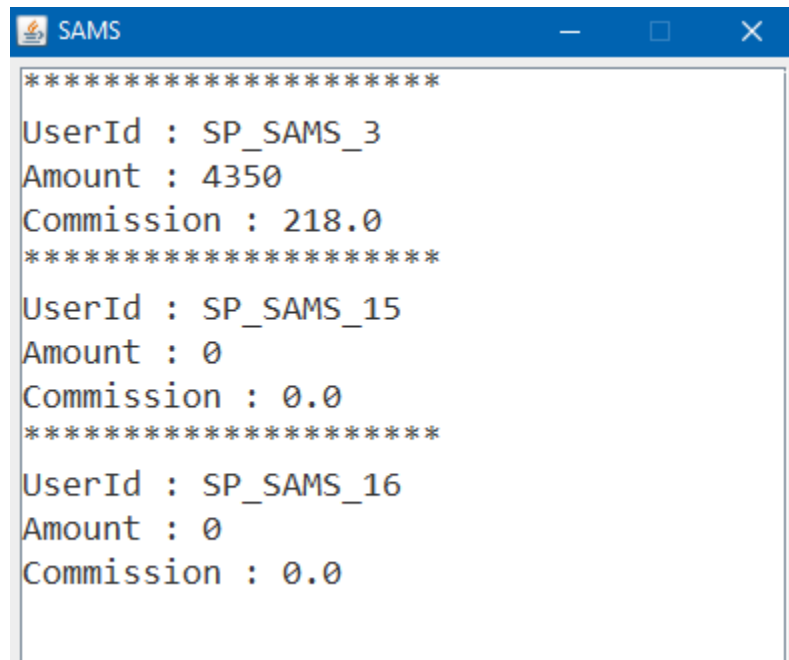 SAMS
*********************
UserId : SP_SAMS_3
Amount : 4350
Commission : 218.0
*********************
UserId : SP_SAMS_15
Amount : 0
Commission : 0.0
*********************
UserId : SP_SAMS_16
Amount : 0
Commission : 0.0